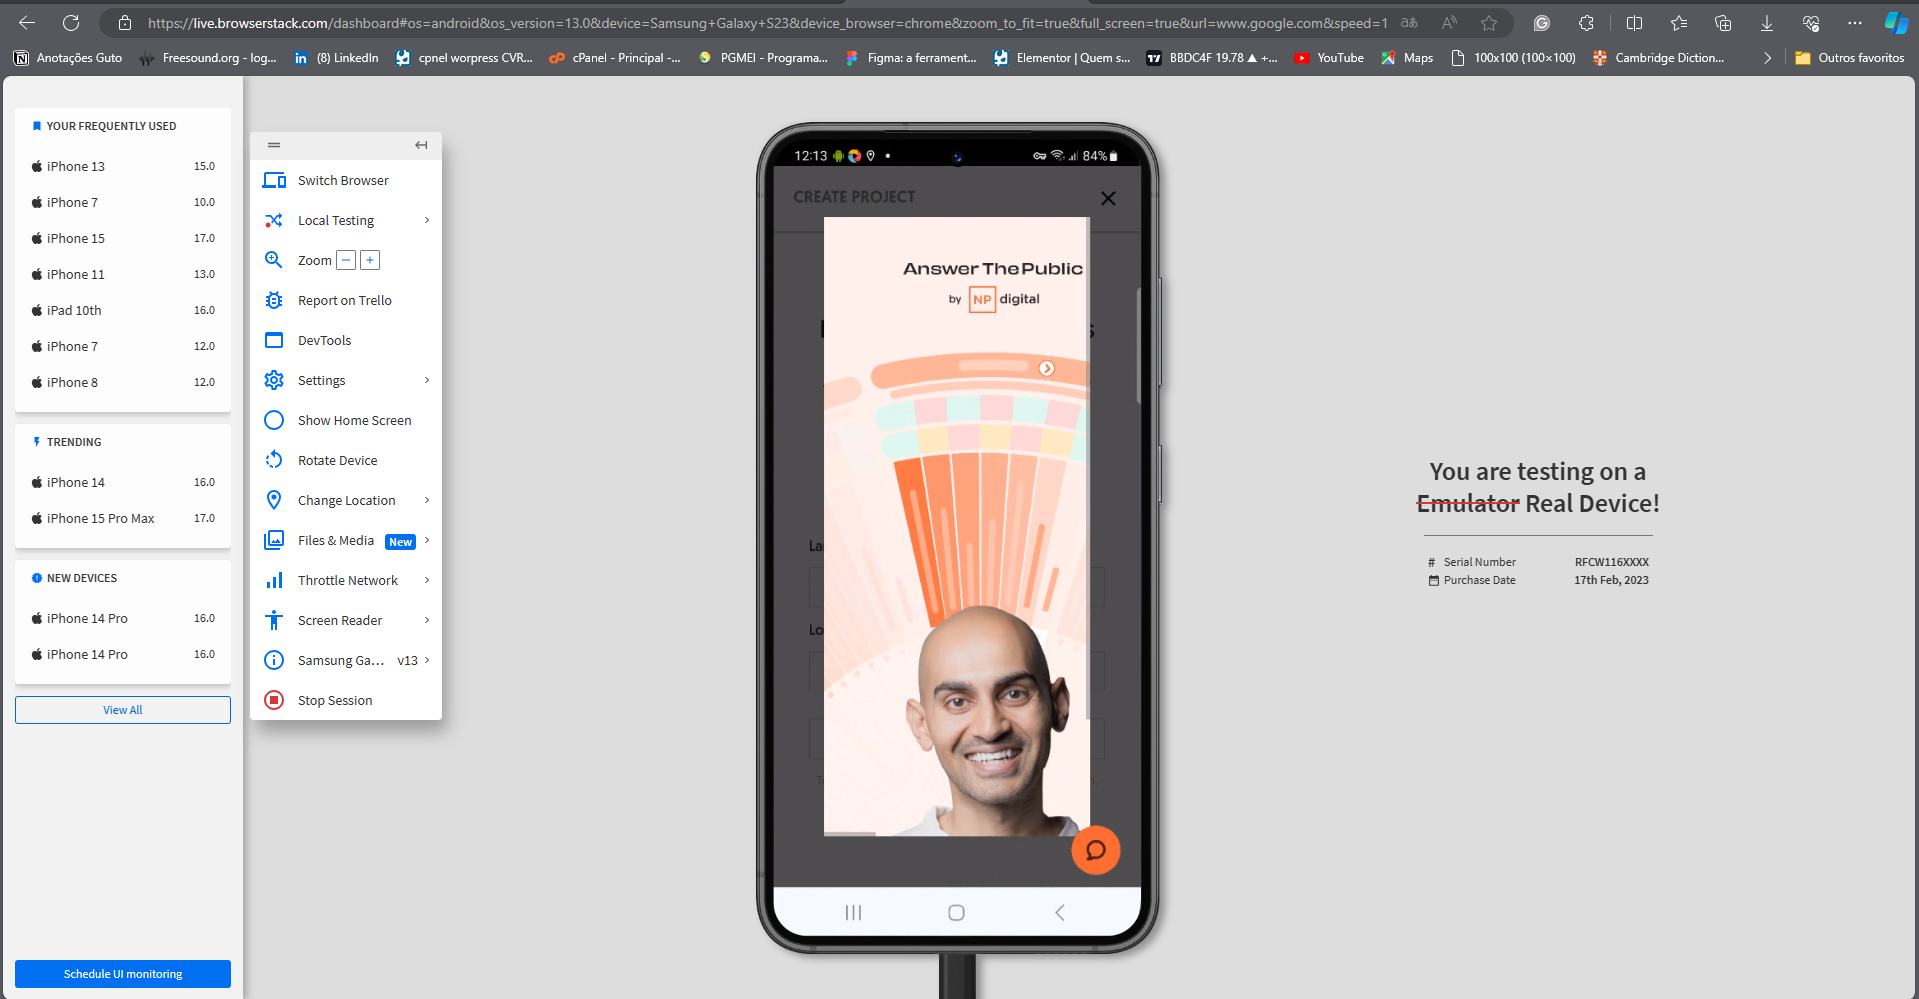 https://live.browserstack.com/dashboard#os=android&os_version=13.0&device=Samsung+Galaxy+S23&device_browser=chrome&zoom_to_fit=true&full_screen=true&url=www.google.com&speed=1
Anotações Guto
Freesound.org - log...
(8) LinkedIn
cpnel worpress CVR...
cPanel - Principal -...
PGMEI - Programa...
Figma: a ferrament...
Elementor | Quem s...
BBDC4F 19.78 ▲ +...
YouTube
Maps
100x100 (100×100)
Cambridge Diction...
Outros favoritos
YOUR FREQUENTLY USED
iPhone 13 15.0
iPhone 7 10.0
iPhone 15 17.0
iPhone 11 13.0
iPad 10th 16.0
iPhone 7 12.0
iPhone 8 12.0
TRENDING
iPhone 14 16.0
iPhone 15 Pro Max 17.0
NEW DEVICES
iPhone 14 Pro 16.0
iPhone 14 Pro 16.0
View All
Schedule UI monitoring
Switch Browser
Local Testing
Zoom − +
Report on Trello
DevTools
Settings
Show Home Screen
Rotate Device
Change Location
Files & Media New
Throttle Network
Screen Reader
Samsung Ga... v13
Stop Session
12:13 84%
CREATE PROJECT
Answer The Public
by NP digital
La
Lo
You are testing on a
Emulator Real Device!
# Serial Number RFCW116XXXX
Purchase Date 17th Feb, 2023